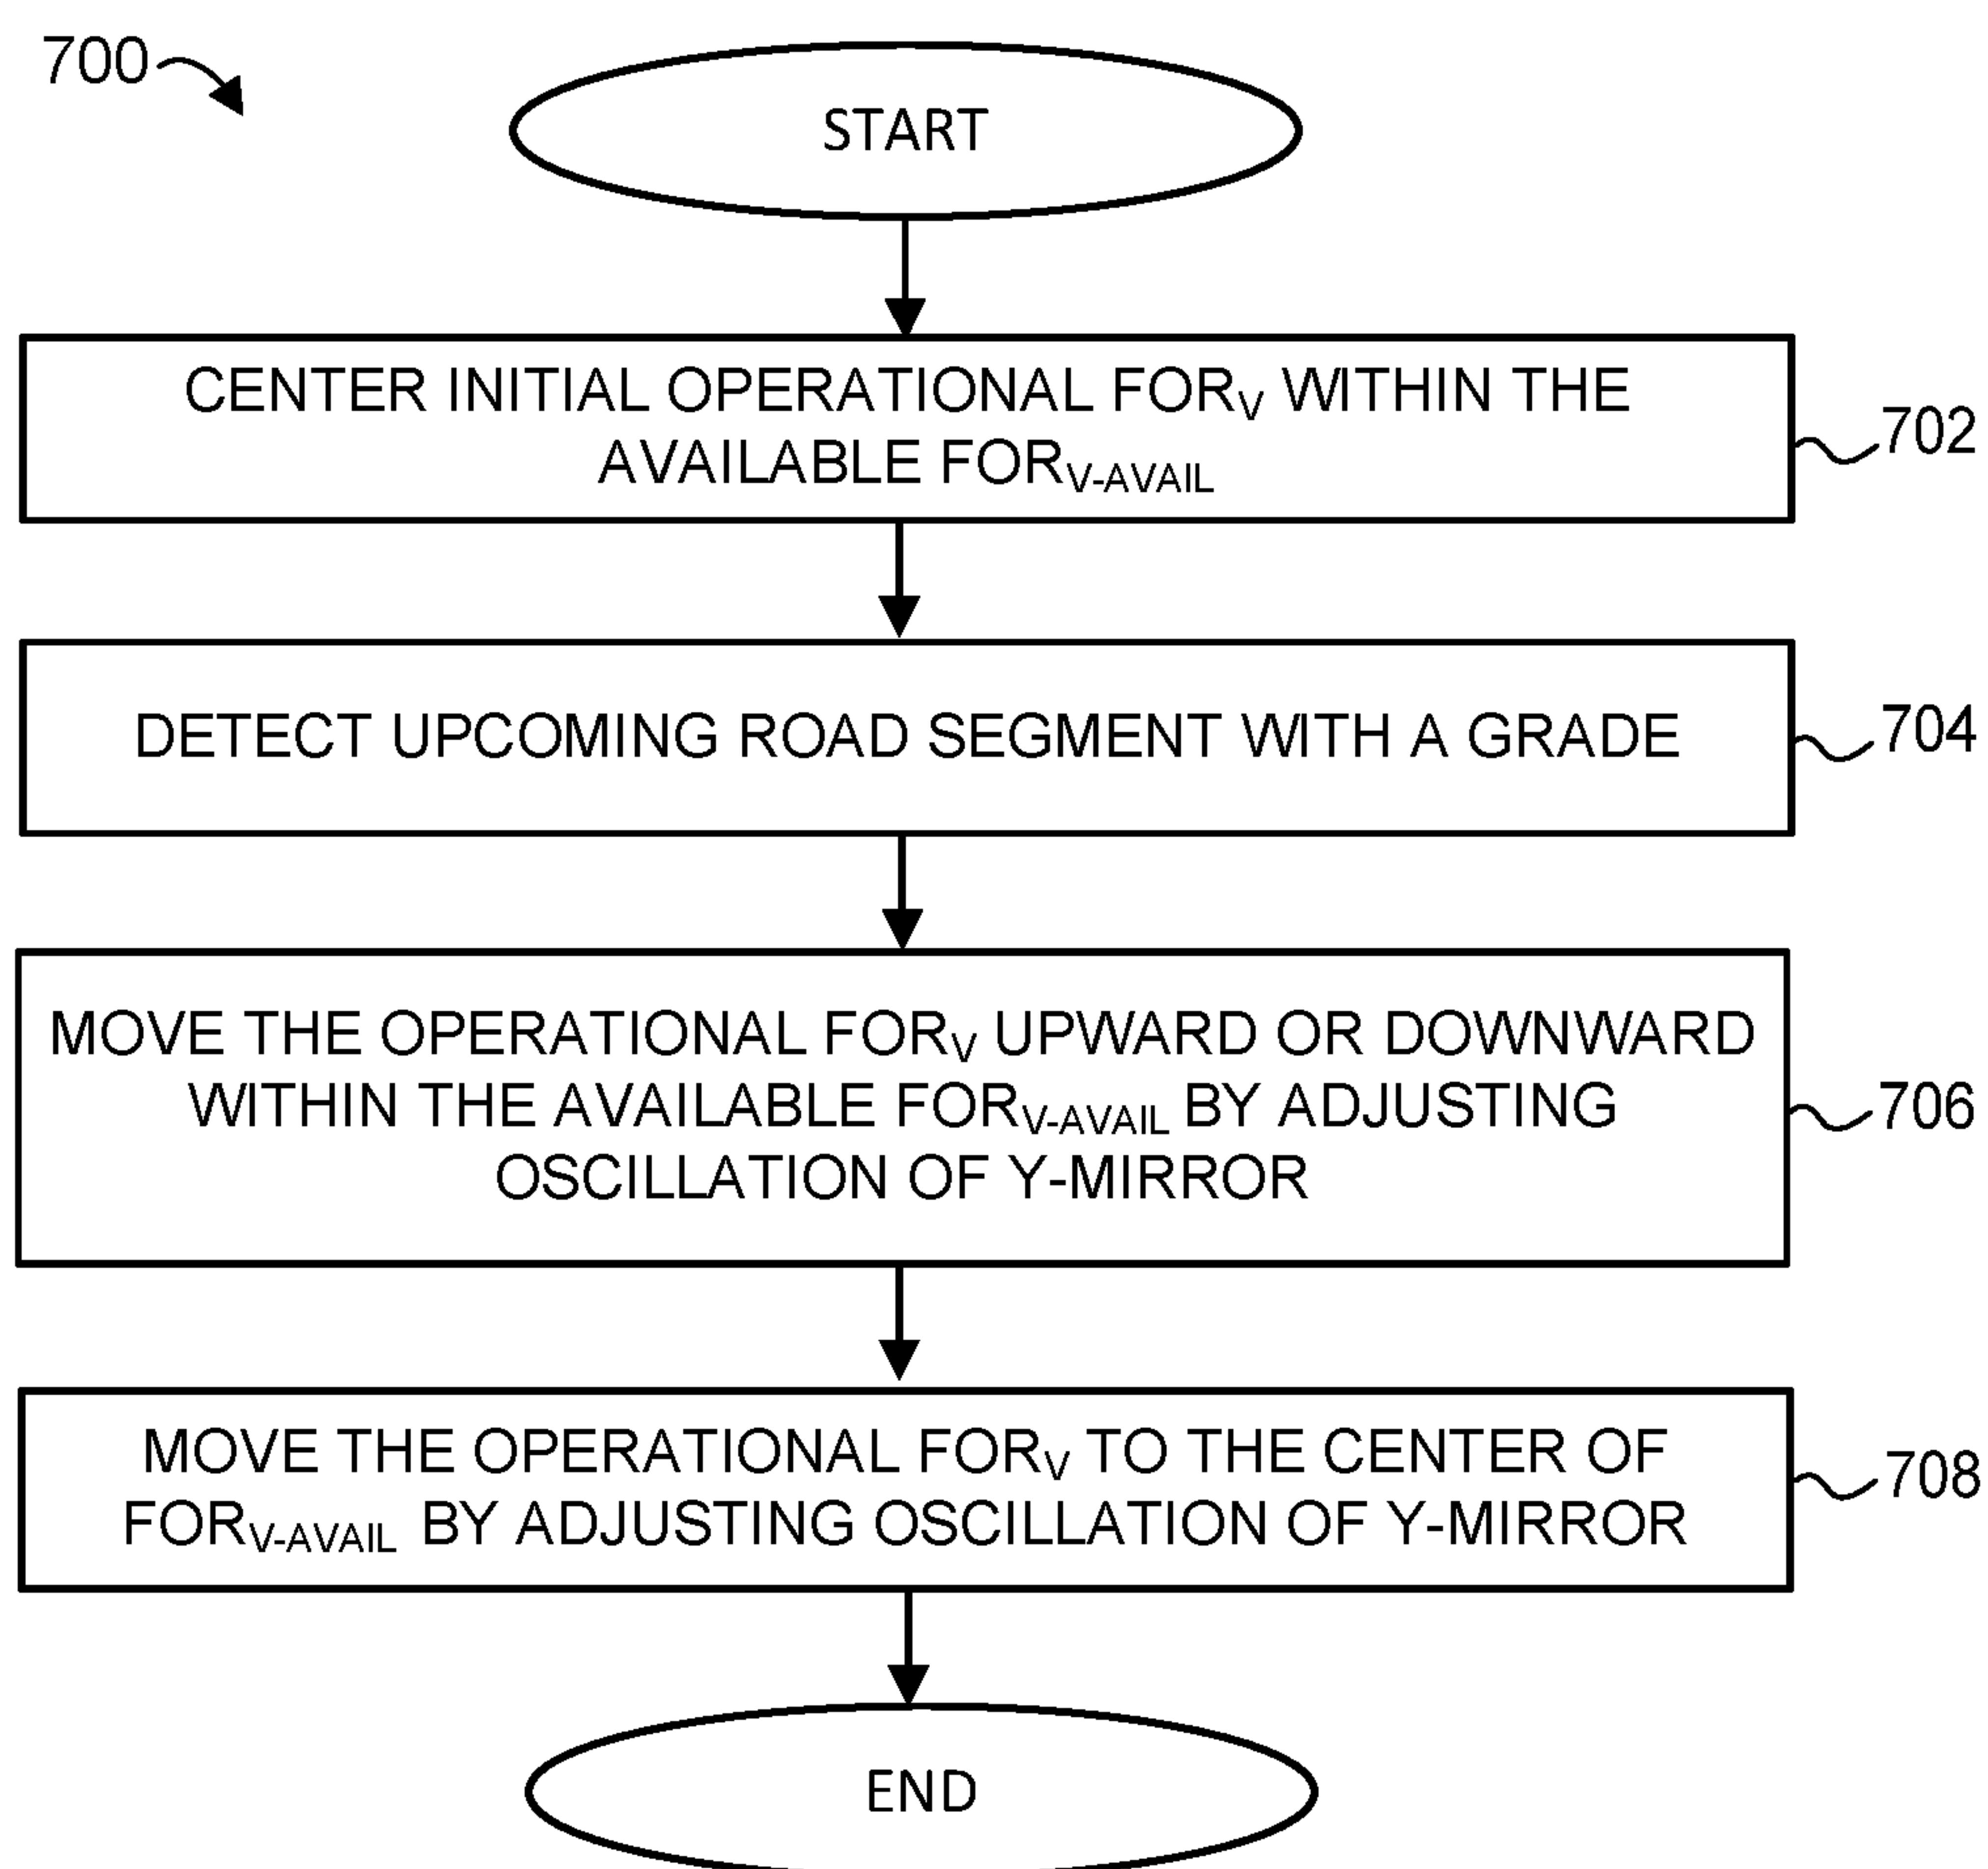 700
START
CENTER INITIAL OPERATIONAL FORV WITHIN THE
AVAILABLE FORV-AVAIL
702
DETECT UPCOMING ROAD SEGMENT WITH A GRADE
704
MOVE THE OPERATIONAL FORV UPWARD OR DOWNWARD
WITHIN THE AVAILABLE FORV-AVAIL BY ADJUSTING
OSCILLATION OF Y-MIRROR
706
MOVE THE OPERATIONAL FORV TO THE CENTER OF
FORV-AVAIL BY ADJUSTING OSCILLATION OF Y-MIRROR
708
END